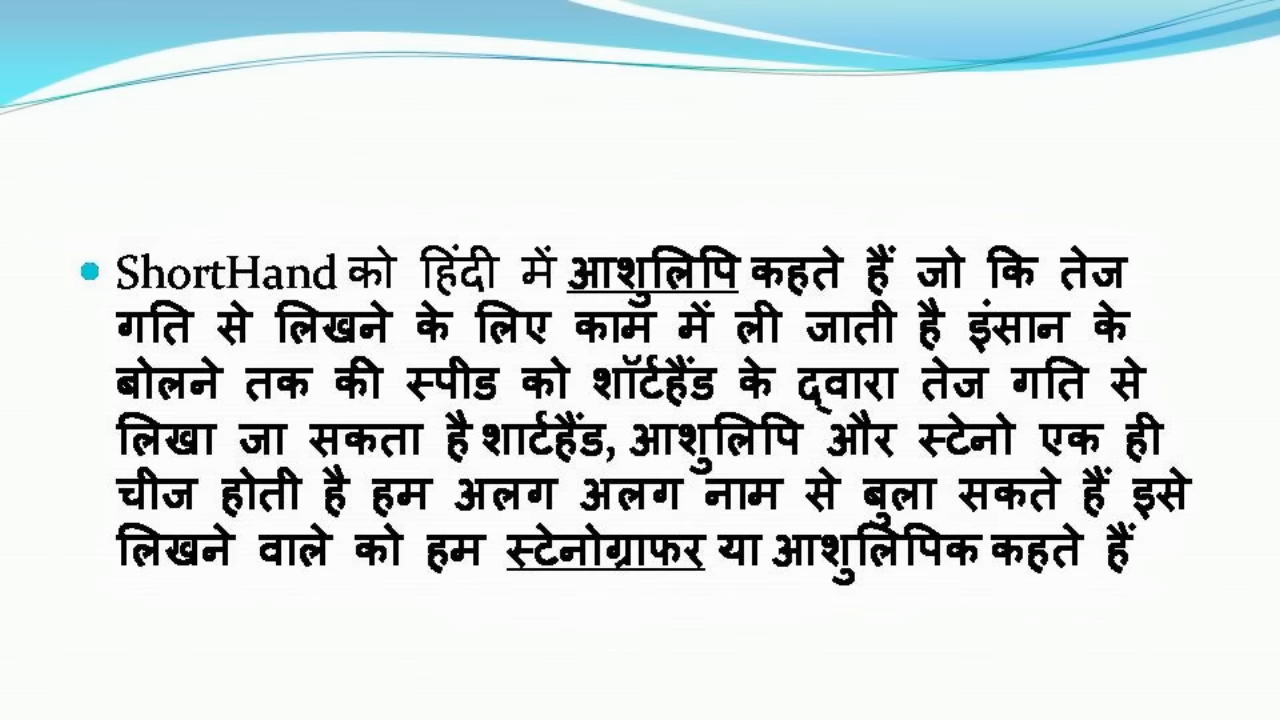 ShortHand को हिंदी में आशुलिपि कहते हैं जो कि तेज
गति से लिखने के लिए काम में ली जाती है इंसान के
बोलने तक की स्पीड को शॉर्टहैंड के द्वारा तेज गति से
लिखा जा सकता है शार्टहैंड, आशुलिपि और स्टेनो एक ही
चीज होती है हम अलग अलग नाम से बुला सकते हैं इसे
लिखने वाले को हम स्टेनोग्राफर या आशुलिपिक कहते हैं